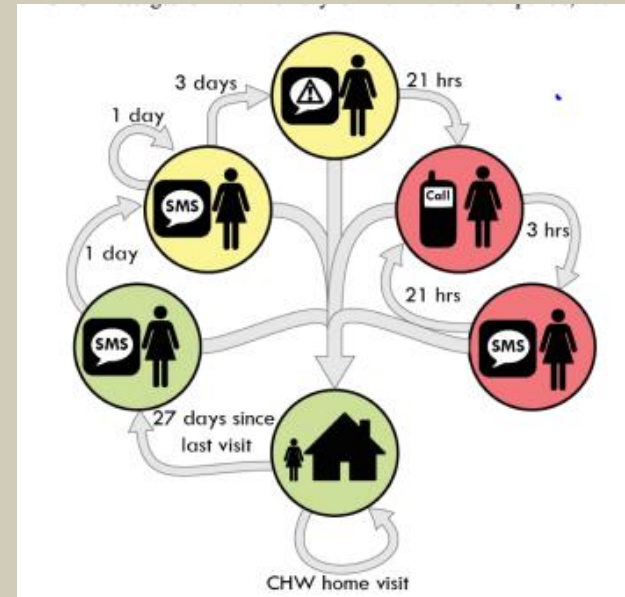 3 days
21 hrs
1 day
SMS
Call
3 hrs
1 day
21 hrs
SMS
SMS
27 days since
last visit
CHW home visit